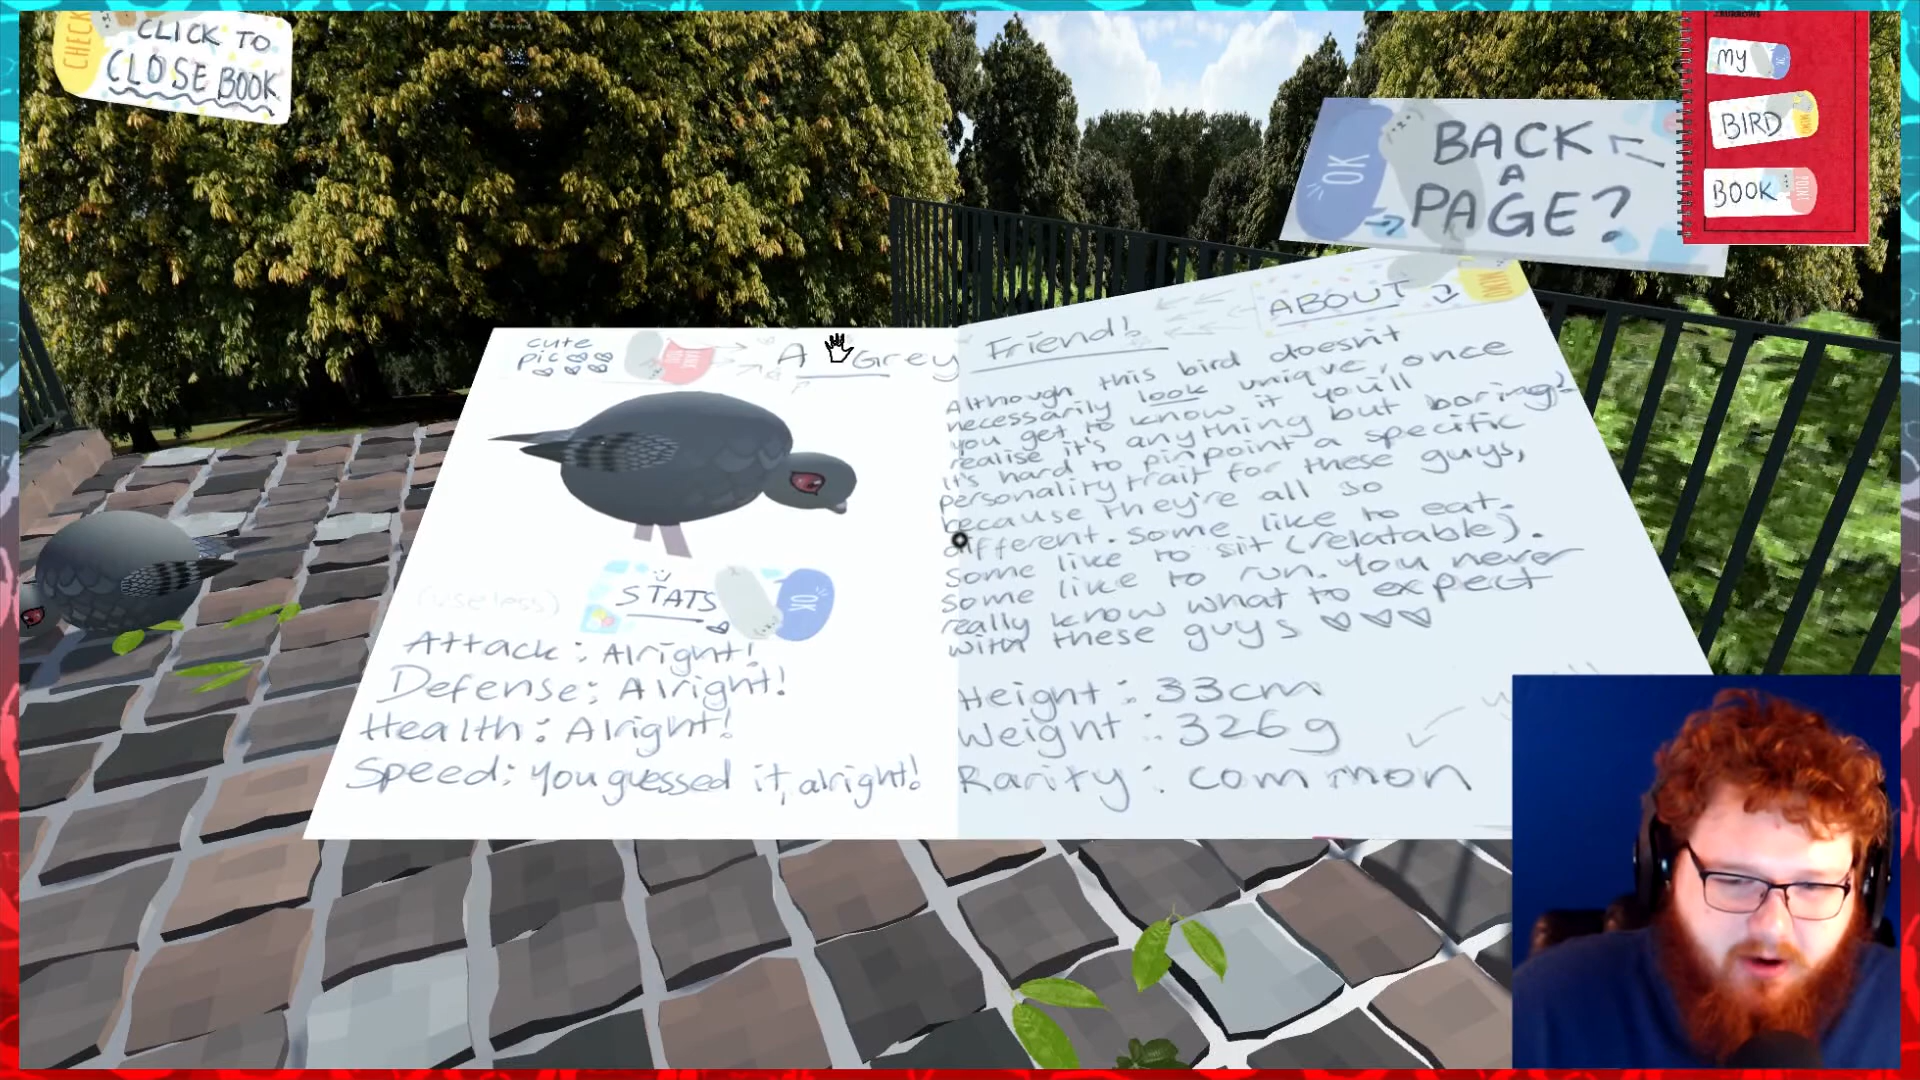 CHECK
CLICK TO
CLOSE BOOK
MY
BIRD
BOOK
OK
BACK
A
PAGE?
cute
pic
A Grey
Friend!
ABOUT
Although this bird doesn't
necessarily look unique, once
you get to know it you'll
realise it's anything but boring!
it's hard to pinpoint a specific
personality trait for these guys,
because they're all so
different. Some like to eat.
Some like to sit (relatable).
Some like to run. You never
really know what to expect
with these guys
(useless)
STATS
OK
Attack: Alright!
Defense: Alright!
Health: Alright!
Speed: You guessed it, alright!
Height: 33cm
Weight: 326g
Rarity: common